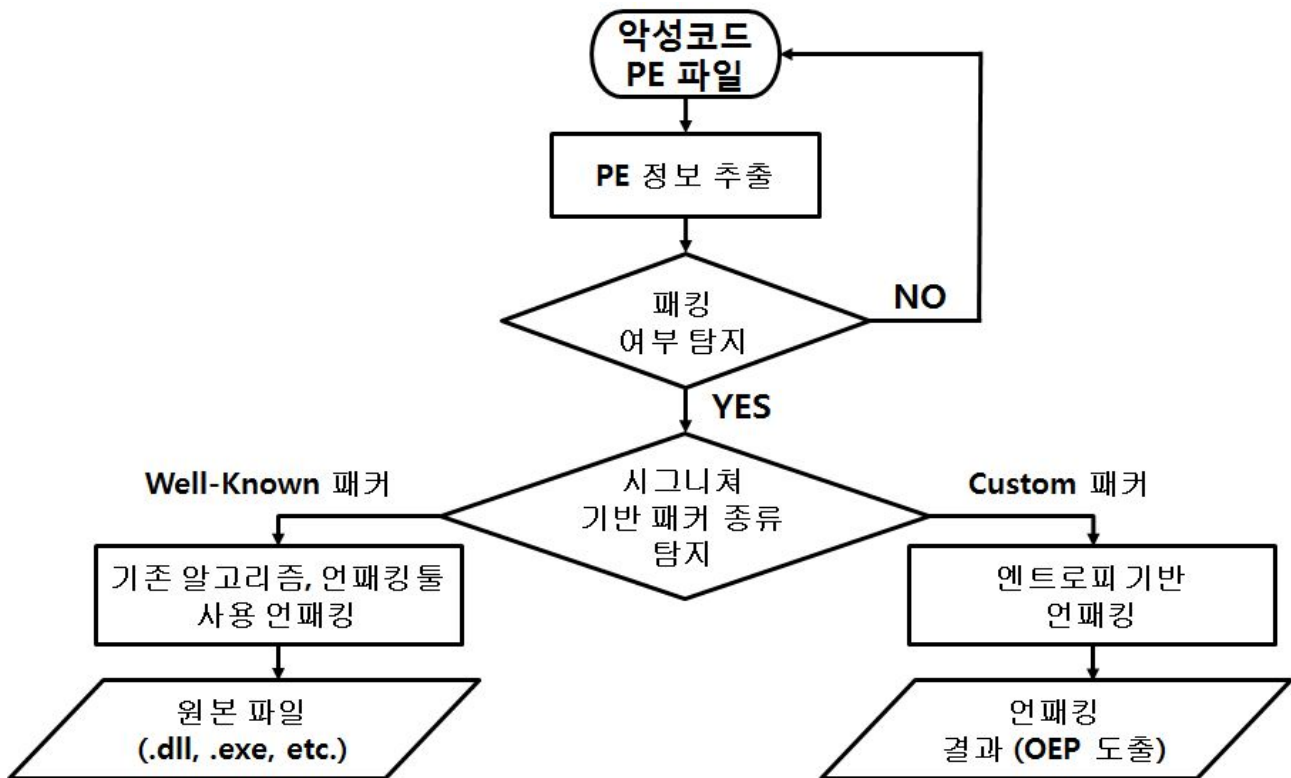 악성코드
PE 파일
PE 정보 추출
패킹
여부 탐지
NO
YES
시그니쳐
기반 패커 종류
탐지
Well-Known 패커
Custom 패커
기존 알고리즘, 언패킹툴
사용 언패킹
엔트로피 기반
언패킹
원본 파일
(.dll, .exe, etc.)
언패킹
결과 (OEP 도출)